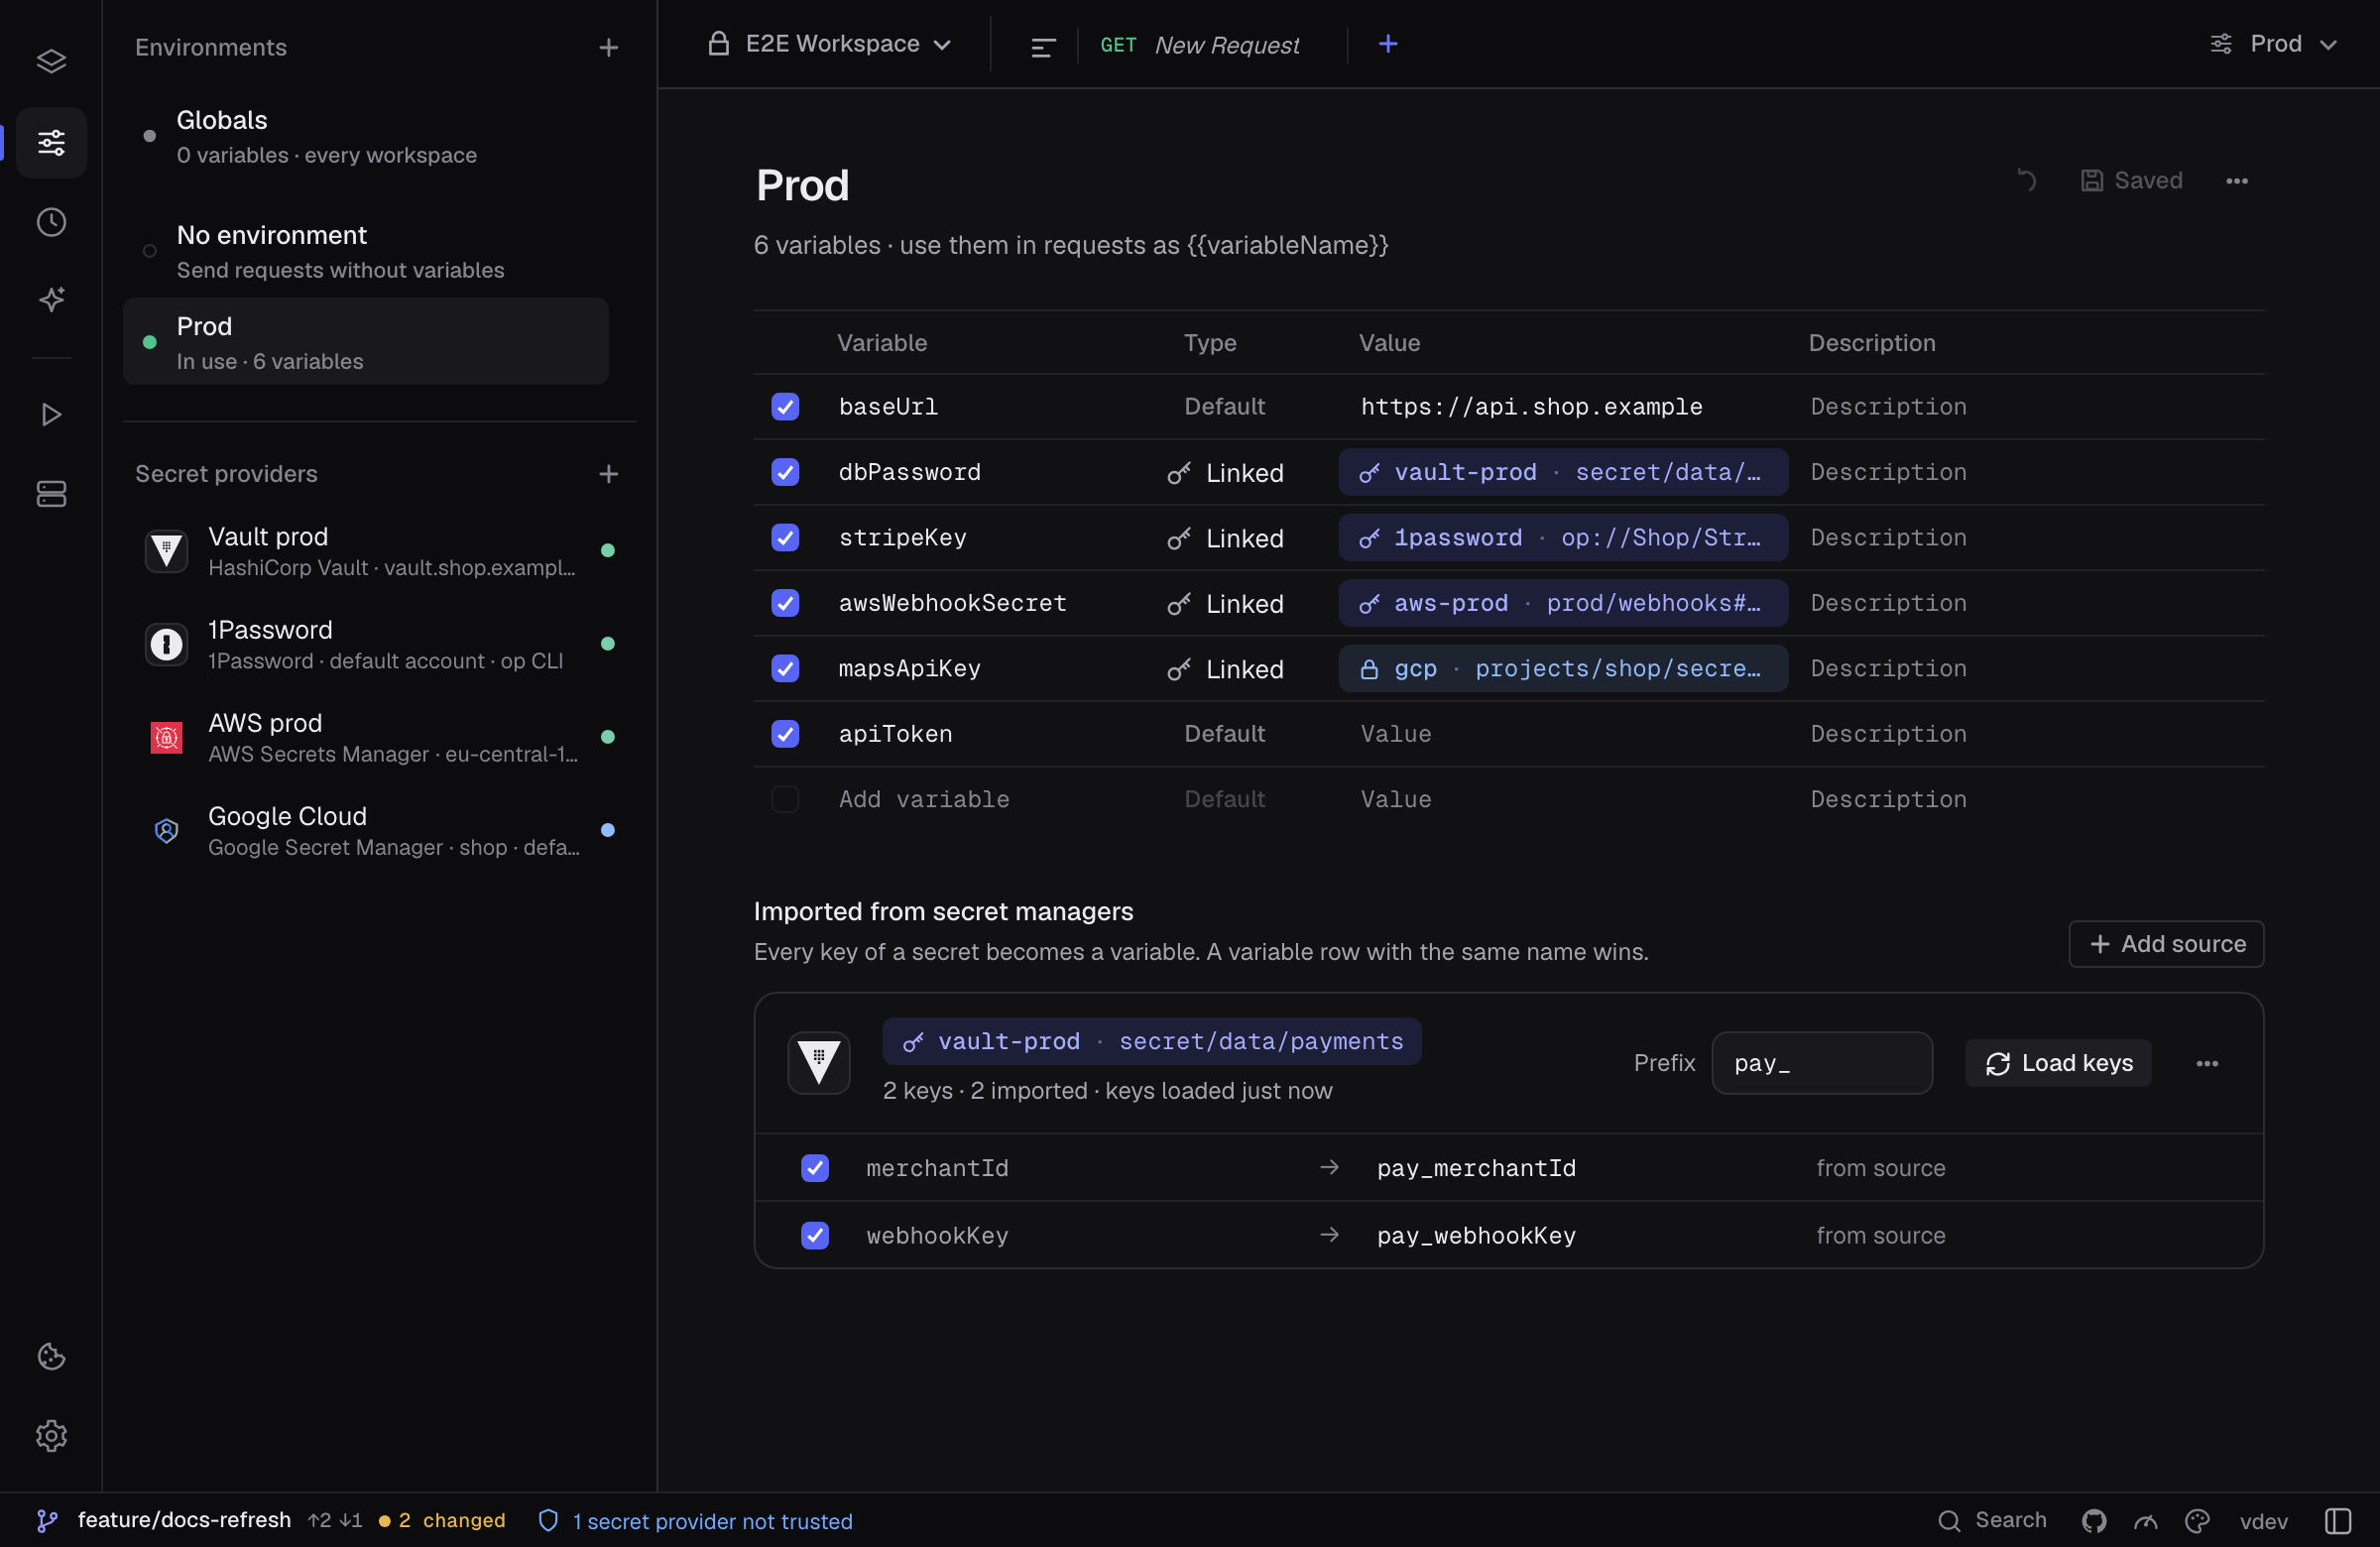 Environments
Globals
0 variables · every workspace
No environment
Send requests without variables
Prod
In use · 6 variables
Secret providers
Vault prod
HashiCorp Vault · vault.shop.exampl...
1Password
1Password · default account · op CLI
AWS prod
AWS Secrets Manager · eu-central-1...
Google Cloud
Google Secret Manager · shop · defa...
E2E Workspace
GET New Request
Prod
Prod
Saved
6 variables · use them in requests as {{variableName}}
Variable Type Value Description
baseUrl Default https://api.shop.example Description
dbPassword Linked vault-prod · secret/data/... Description
stripeKey Linked 1password · op://Shop/Str... Description
awsWebhookSecret Linked aws-prod · prod/webhooks#... Description
mapsApiKey Linked gcp · projects/shop/secre... Description
apiToken Default Value Description
Add variable Default Value Description
Imported from secret managers
Every key of a secret becomes a variable. A variable row with the same name wins.
Add source
vault-prod · secret/data/payments
2 keys · 2 imported · keys loaded just now
Prefix pay_ Load keys
merchantId → pay_merchantId from source
webhookKey → pay_webhookKey from source
feature/docs-refresh ↑2 ↓1 2 changed 1 secret provider not trusted
Search vdev